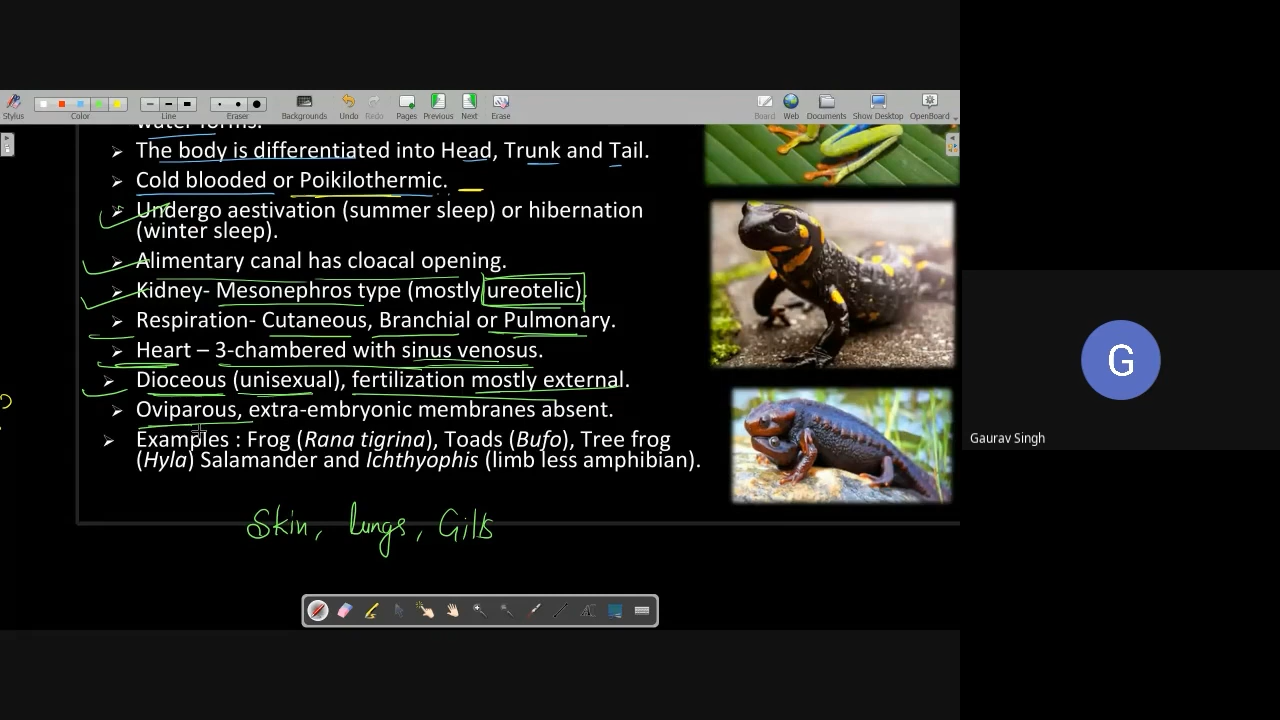 Stylus Color Line Eraser Backgrounds Undo Redo Pages Previous Next Erase Board Web Documents Show Desktop OpenBoard
water forms.
➢ The body is differentiated into Head, Trunk and Tail.
➢ Cold blooded or Poikilothermic.
➢ Undergo aestivation (summer sleep) or hibernation
(winter sleep).
➢ Alimentary canal has cloacal opening.
➢ Kidney- Mesonephros type (mostly ureotelic).
➢ Respiration- Cutaneous, Branchial or Pulmonary.
➢ Heart – 3-chambered with sinus venosus.
➢ Dioceous (unisexual), fertilization mostly external.
➢ Oviparous, extra-embryonic membranes absent.
➢ Examples : Frog (Rana tigrina), Toads (Bufo), Tree frog
(Hyla) Salamander and Ichthyophis (limb less amphibian).
Skin, lungs, Gills
G
Gaurav Singh